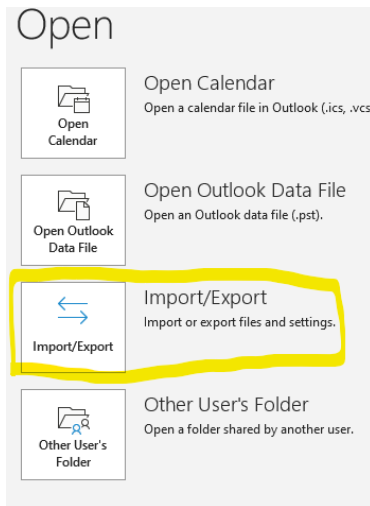 Open
Open
Calendar
Open Calendar
Open a calendar file in Outlook (.ics, .vcs
Open Outlook
Data File
Open Outlook Data File
Open an Outlook data file (.pst).
Import/Export
Import/Export
Import or export files and settings.
Other User's
Folder
Other User's Folder
Open a folder shared by another user.